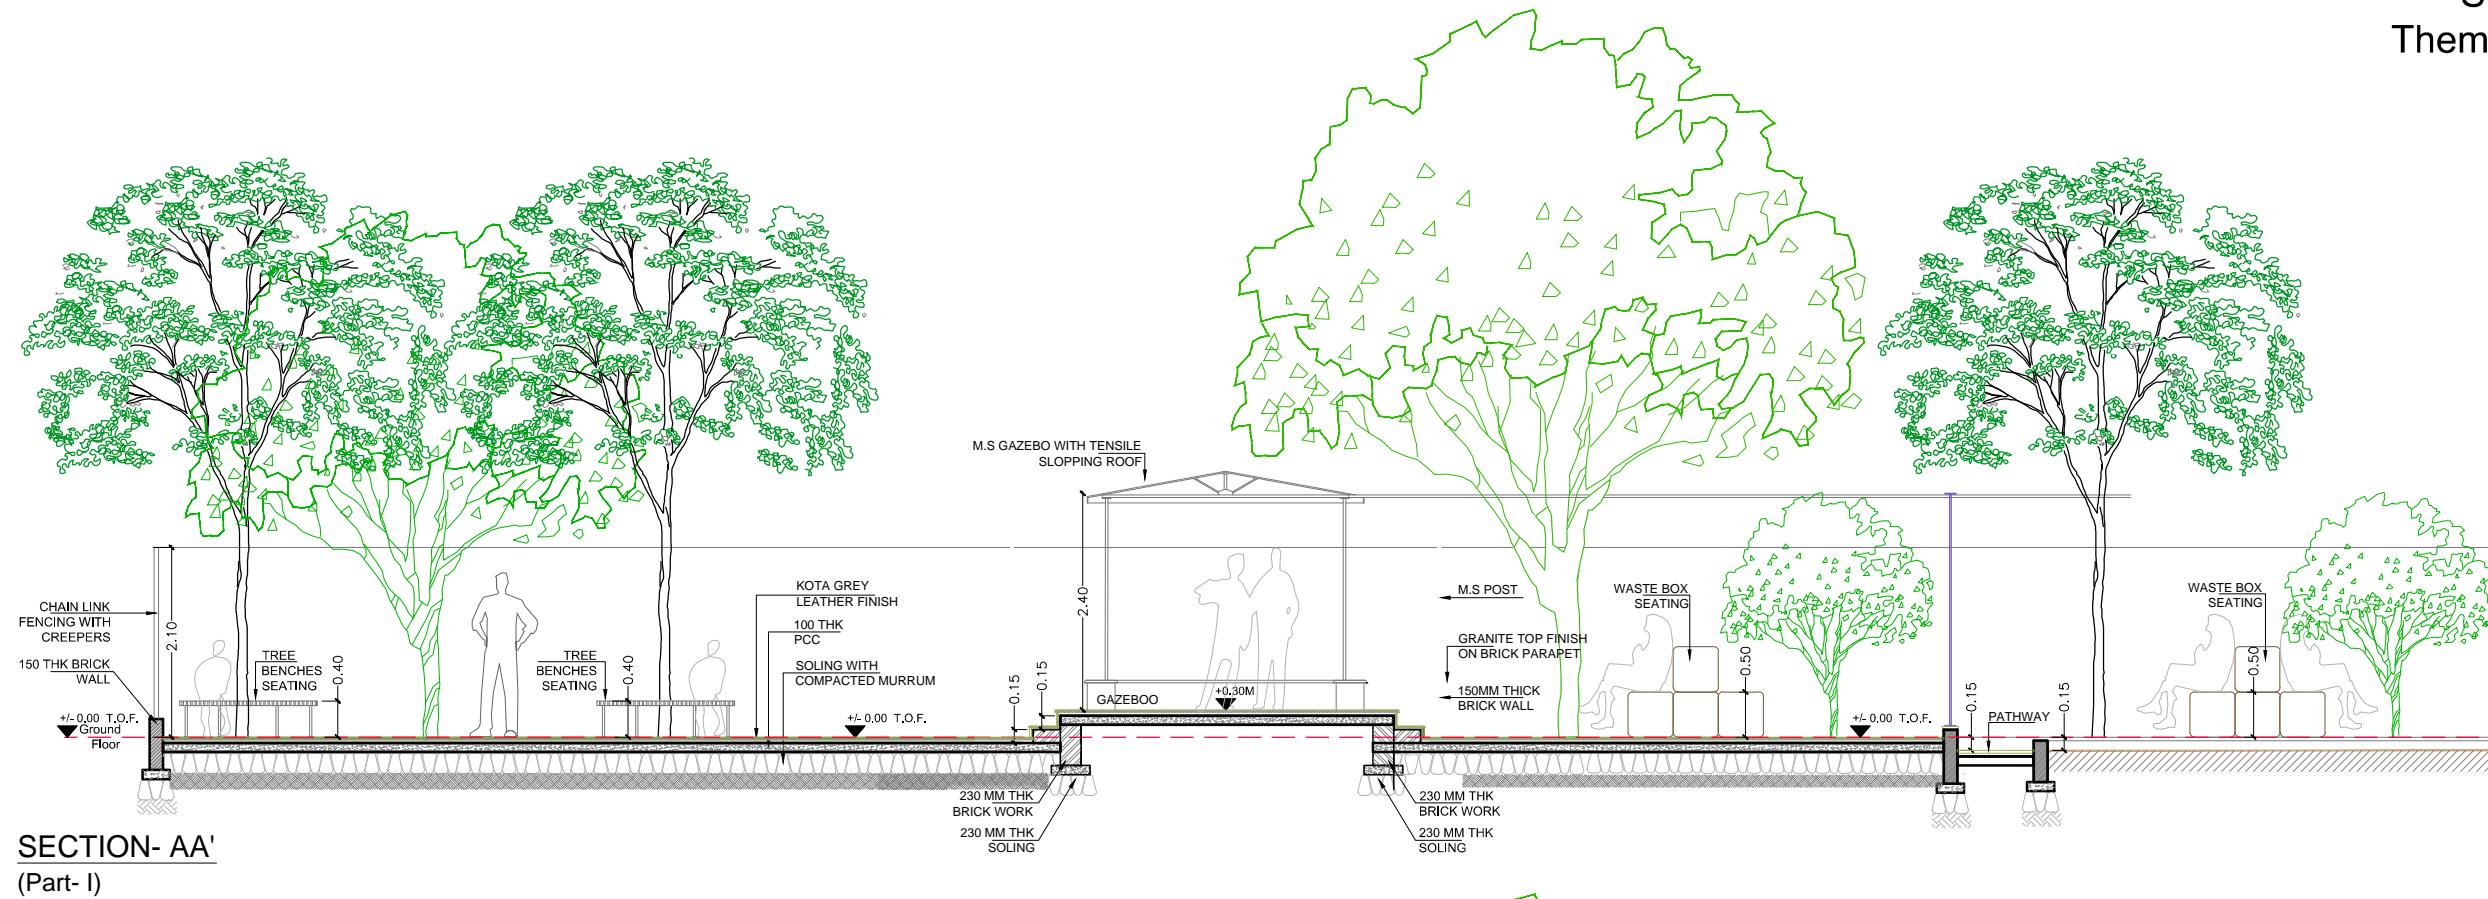 Them
M.S GAZEBO WITH TENSILE
SLOPPING ROOF
2.40
2.10
CHAIN LINK
FENCING WITH
CREEPERS
150 THK BRICK
WALL
+/- 0.00 T.O.F.
Ground
Floor
TREE
BENCHES
SEATING
0.40
TREE
BENCHES
SEATING
0.40
KOTA GREY
LEATHER FINISH
100 THK
PCC
SOLING WITH
COMPACTED MURRUM
+/- 0.00 T.O.F.
0.15
0.15
GAZEBOO
+0.30M
M.S POST
GRANITE TOP FINISH
ON BRICK PARAPET
150MM THICK
BRICK WALL
WASTE BOX
SEATING
0.50
+/- 0.00 T.O.F.
0.15
PATHWAY
0.15
WASTE BOX
SEATING
0.50
230 MM THK
BRICK WORK
230 MM THK
SOLING
230 MM THK
BRICK WORK
230 MM THK
SOLING
SECTION- AA'
(Part- I)